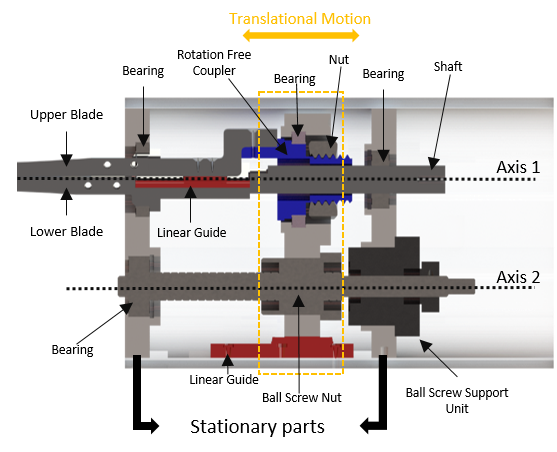 Translational Motion
Rotation Free
Coupler
Nut
Bearing
Bearing
Bearing
Shaft
Upper Blade
Axis 1
Lower Blade
Linear Guide
Axis 2
Bearing
Linear Guide
Ball Screw Nut
Ball Screw Support
Unit
Stationary parts